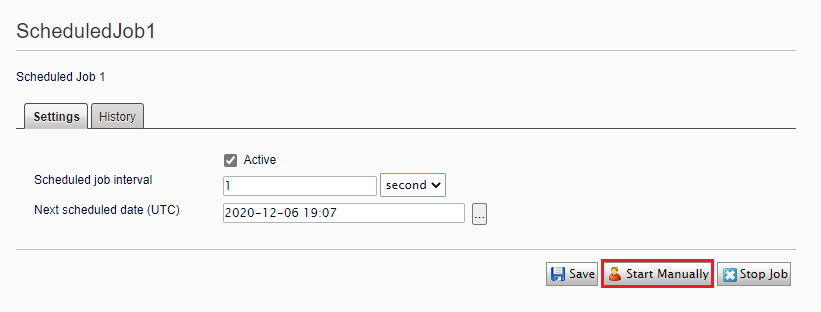 ScheduledJob1
Scheduled Job 1
Settings History
Active
Scheduled job interval 1 second
Next scheduled date (UTC) 2020-12-06 19:07 ...
Save Start Manually Stop Job